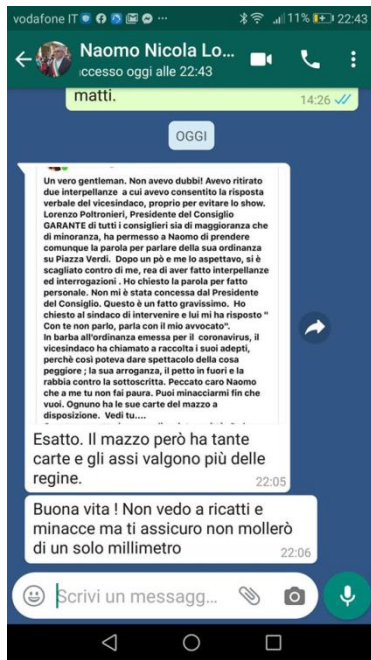 vodafone IT ... 11% 22:43
Naomo Nicola Lo...
ccesso oggi alle 22:43
matti.
14:26
OGGI
Un vero gentleman. Non avevo dubbi! Avevo ritirato
due interpellanze a cui avevo consentito la risposta
verbale del vicesindaco, proprio per evitare lo show.
Lorenzo Poltronieri, Presidente del Consiglio
GARANTE di tutti i consiglieri sia di maggioranza che
di minoranza, ha permesso a Naomo di prendere
comunque la parola per parlare della sua ordinanza
su Piazza Verdi. Dopo un pò e me lo aspettavo, si è
scagliato contro di me, rea di aver fatto interpellanze
ed interrogazioni . Ho chiesto la parola per fatto
personale. Non mi è stata concessa dal Presidente
del Consiglio. Questo è un fatto gravissimo. Ho
chiesto al sindaco di intervenire e lui mi ha risposto "
Con te non parlo, parla con il mio avvocato".
In barba all'ordinanza emessa per il coronavirus, il
vicesindaco ha chiamato a raccolta i suoi adepti,
perchè così poteva dare spettacolo della cosa
peggiore ; la sua arroganza, il petto in fuori e la
rabbia contro la sottoscritta. Peccato caro Naomo
che a me tu non fai paura. Puoi minacciarmi fin che
vuoi. Ognuno ha le sue carte del mazzo a
disposizione. Vedi tu....
Esatto. Il mazzo però ha tante
carte e gli assi valgono più delle
regine.
22:05
Buona vita ! Non vedo a ricatti e
minacce ma ti assicuro non mollerò
di un solo millimetro
22:06
Scrivi un messagg...